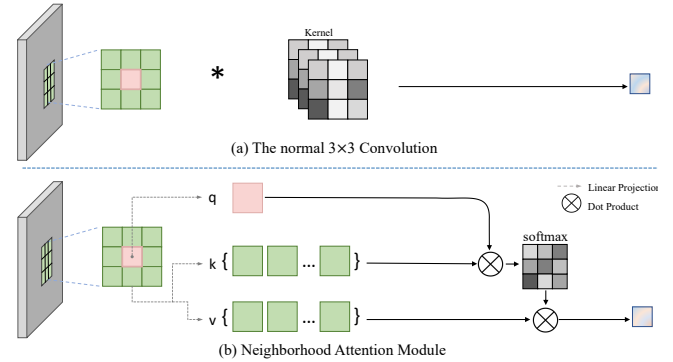 Kernel
*
(a) The normal 3×3 Convolution
q
Linear Projection
Dot Product
softmax
k { ... }
v { ... }
(b) Neighborhood Attention Module